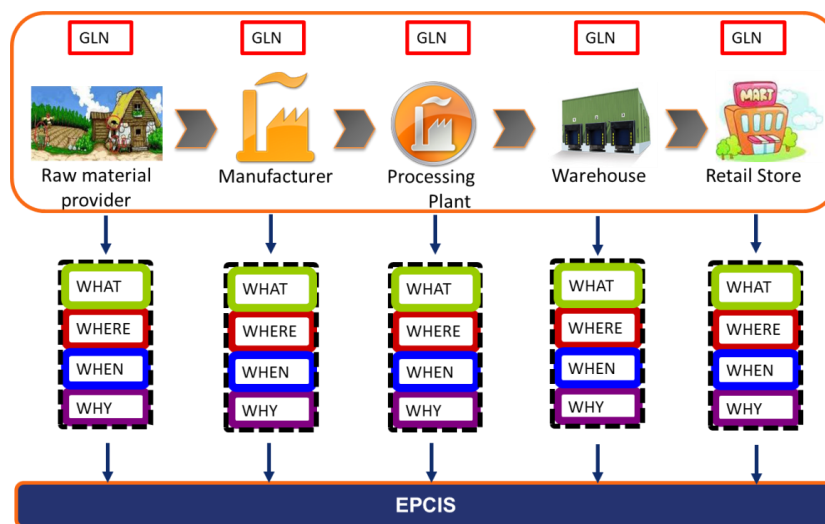 GLN
GLN
GLN
GLN
GLN
MART
Raw material
provider
Manufacturer
Processing
Plant
Warehouse
Retail Store
WHAT
WHERE
WHEN
WHY
WHAT
WHERE
WHEN
WHY
WHAT
WHERE
WHEN
WHY
WHAT
WHERE
WHEN
WHY
WHAT
WHERE
WHEN
WHY
EPCIS